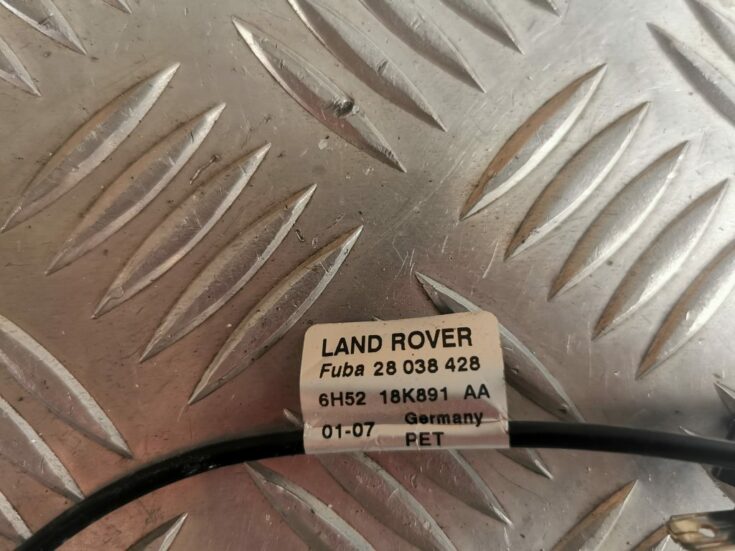 LAND ROVER
Fuba 28 038 428
6H52 18K891 AA
01-07 Germany
PET